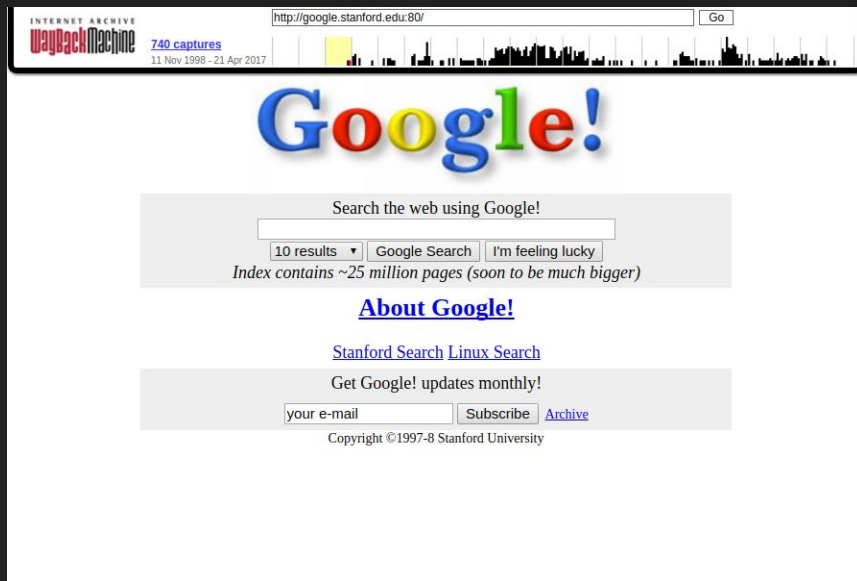 INTERNET ARCHIVE
WayBackMachine
http://google.stanford.edu:80/ Go
740 captures
11 Nov 1998 - 21 Apr 2017
Google!
Search the web using Google!
10 results Google Search I'm feeling lucky
Index contains ~25 million pages (soon to be much bigger)
About Google!
Stanford Search Linux Search
Get Google! updates monthly!
your e-mail Subscribe Archive
Copyright ©1997-8 Stanford University